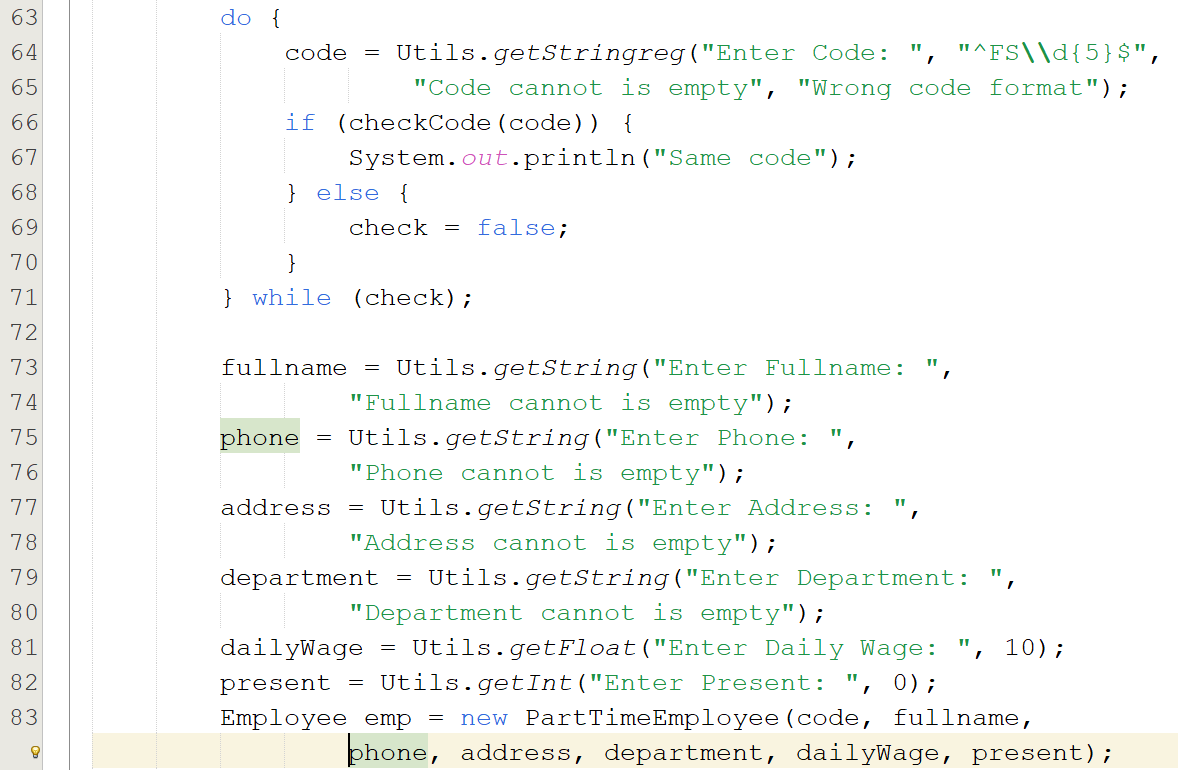 63 do {
64 code = Utils.getStringreg("Enter Code: ", "^FS\\d{5}$",
65 "Code cannot is empty", "Wrong code format");
66 if (checkCode(code)) {
67 System.out.println("Same code");
68 } else {
69 check = false;
70 }
71 } while (check);
72
73 fullname = Utils.getString("Enter Fullname: ",
74 "Fullname cannot is empty");
75 phone = Utils.getString("Enter Phone: ",
76 "Phone cannot is empty");
77 address = Utils.getString("Enter Address: ",
78 "Address cannot is empty");
79 department = Utils.getString("Enter Department: ",
80 "Department cannot is empty");
81 dailyWage = Utils.getFloat("Enter Daily Wage: ", 10);
82 present = Utils.getInt("Enter Present: ", 0);
83 Employee emp = new PartTimeEmployee(code, fullname,
phone, address, department, dailyWage, present);